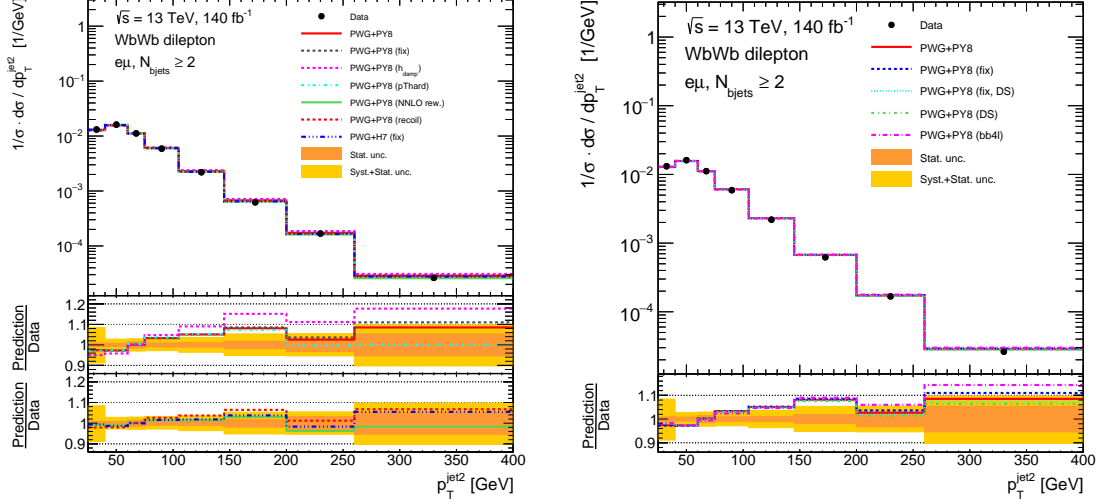 √s = 13 TeV, 140 fb⁻¹
WbWb dilepton
eμ, N_bjets ≥ 2
Data
PWG+PY8
PWG+PY8 (fix)
PWG+PY8 (h_damp)
PWG+PY8 (pThard)
PWG+PY8 (NNLO rew.)
PWG+PY8 (recoil)
PWG+H7 (fix)
Stat. unc.
Syst.+Stat. unc.
1/σ · dσ / dp_T^jet2 [1/GeV]
1
10⁻¹
10⁻²
10⁻³
10⁻⁴
Prediction
Data
1.2
1.1
1
0.9
Prediction
Data
1.2
1.1
1
0.9
50 100 150 200 250 300 350 400
p_T^jet2 [GeV]
√s = 13 TeV, 140 fb⁻¹
WbWb dilepton
eμ, N_bjets ≥ 2
Data
PWG+PY8
PWG+PY8 (fix)
PWG+PY8 (fix, DS)
PWG+PY8 (DS)
PWG+PY8 (bb4l)
Stat. unc.
Syst.+Stat. unc.
1/σ · dσ / dp_T^jet2 [1/GeV]
1
10⁻¹
10⁻²
10⁻³
10⁻⁴
Prediction
Data
1.2
1.1
1
0.9
50 100 150 200 250 300 350 400
p_T^jet2 [GeV]